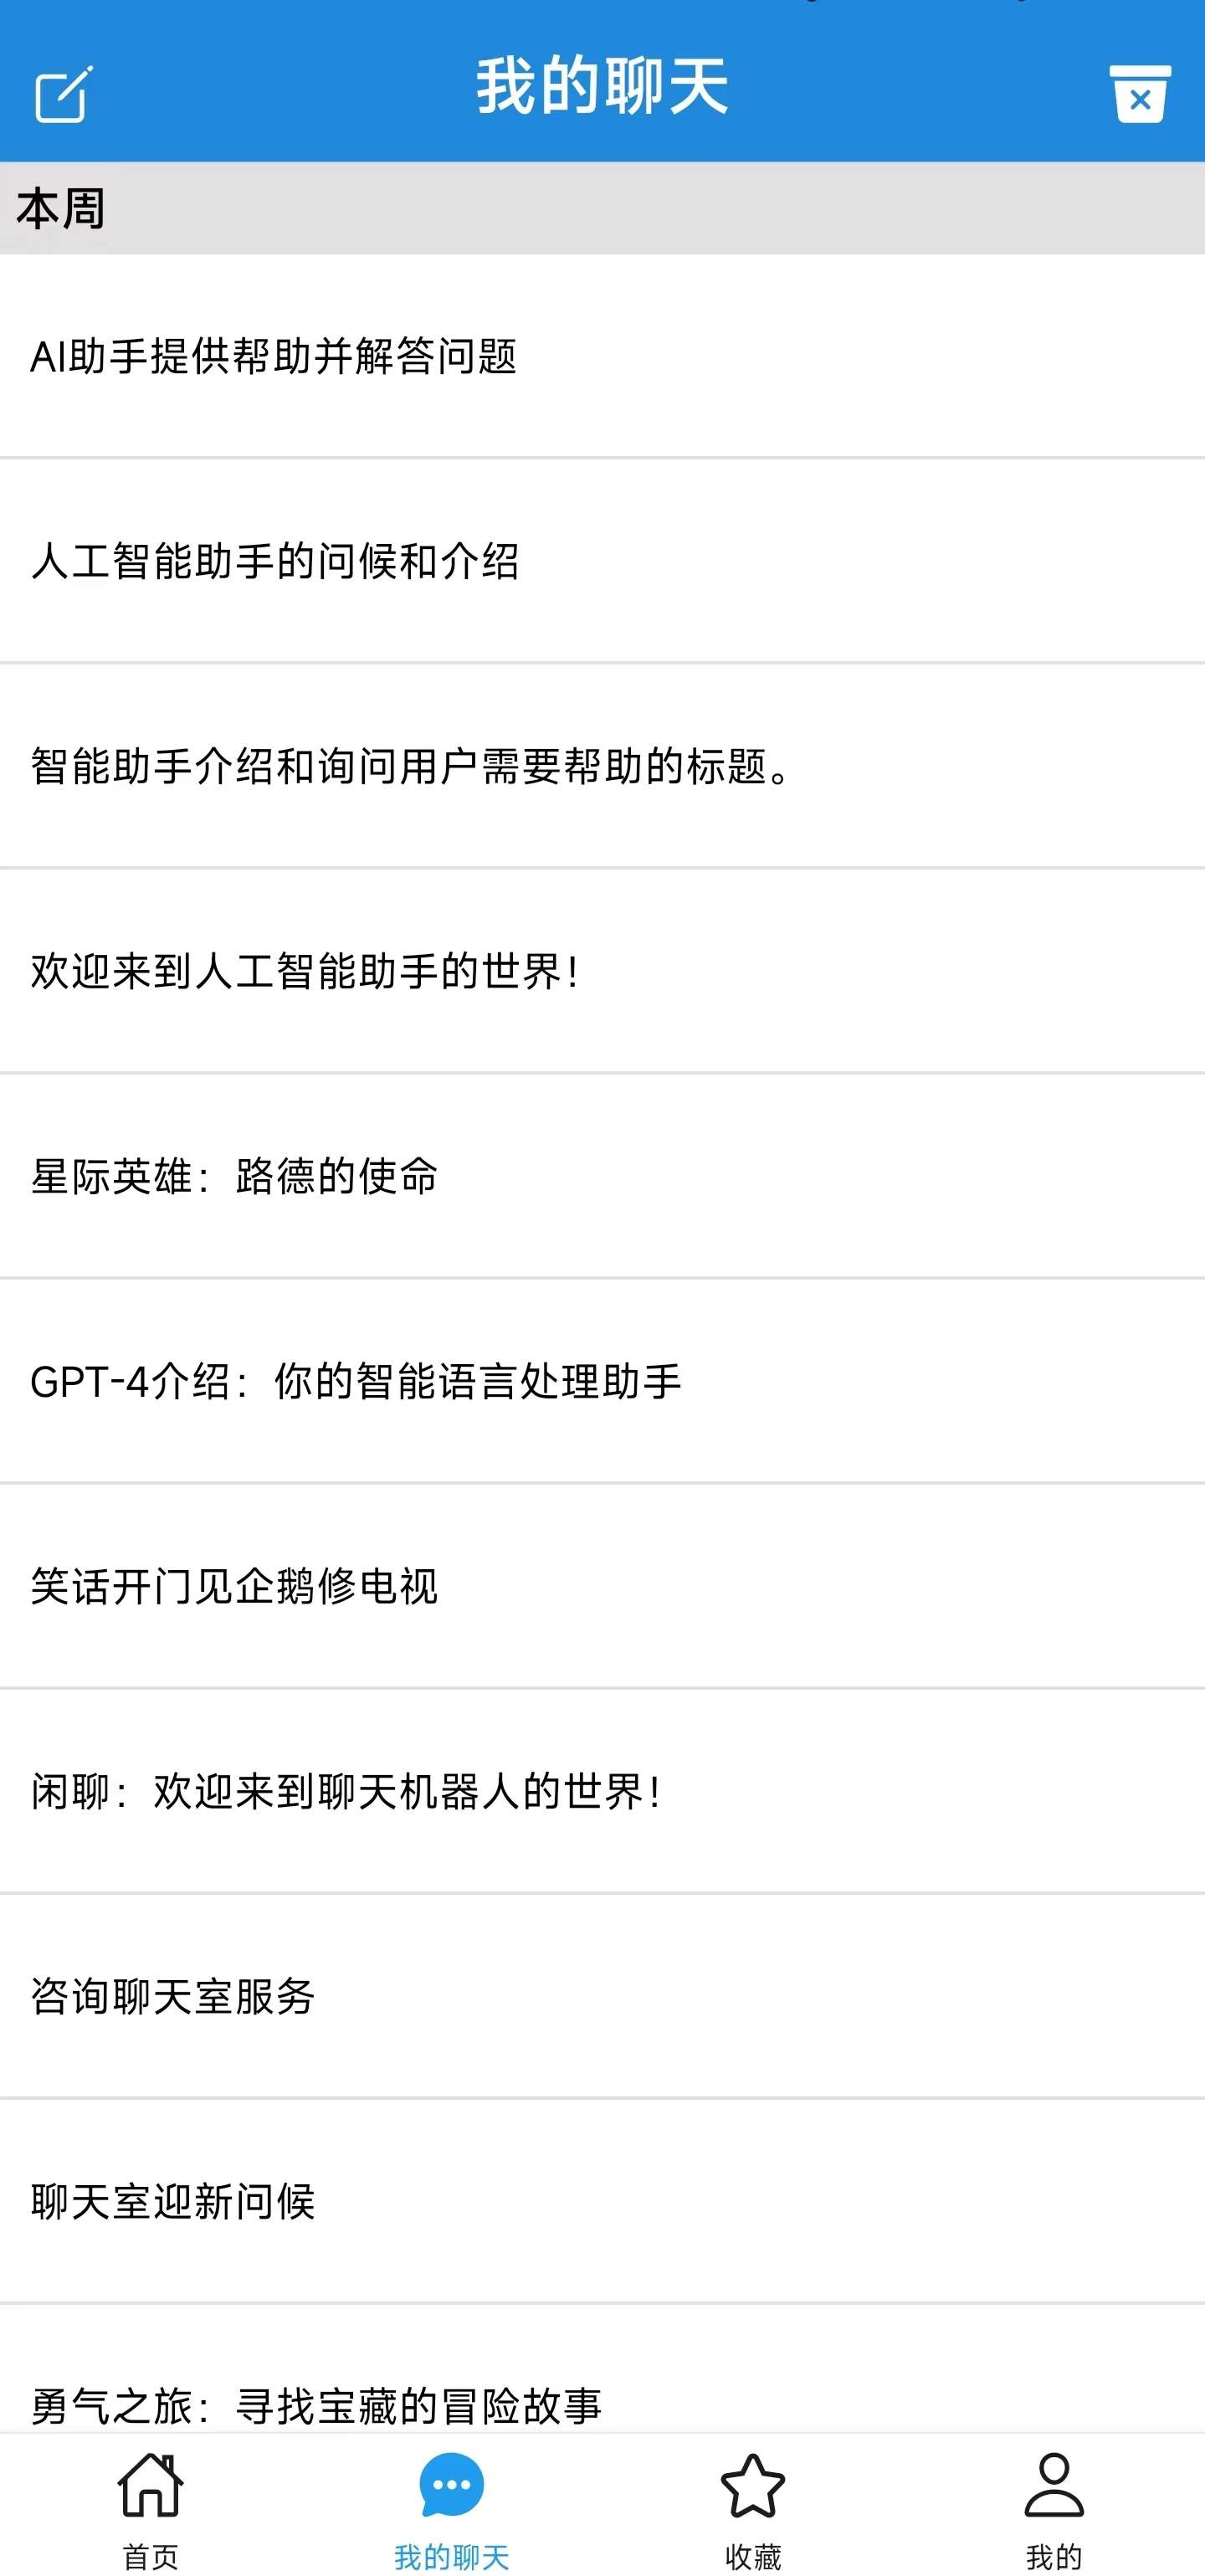 我的聊天
本周
AI助手提供帮助并解答问题
人工智能助手的问候和介绍
智能助手介绍和询问用户需要帮助的标题。
欢迎来到人工智能助手的世界！
星际英雄：路德的使命
GPT-4介绍：你的智能语言处理助手
笑话开门见企鹅修电视
闲聊：欢迎来到聊天机器人的世界！
咨询聊天室服务
聊天室迎新问候
勇气之旅：寻找宝藏的冒险故事
首页 我的聊天 收藏 我的